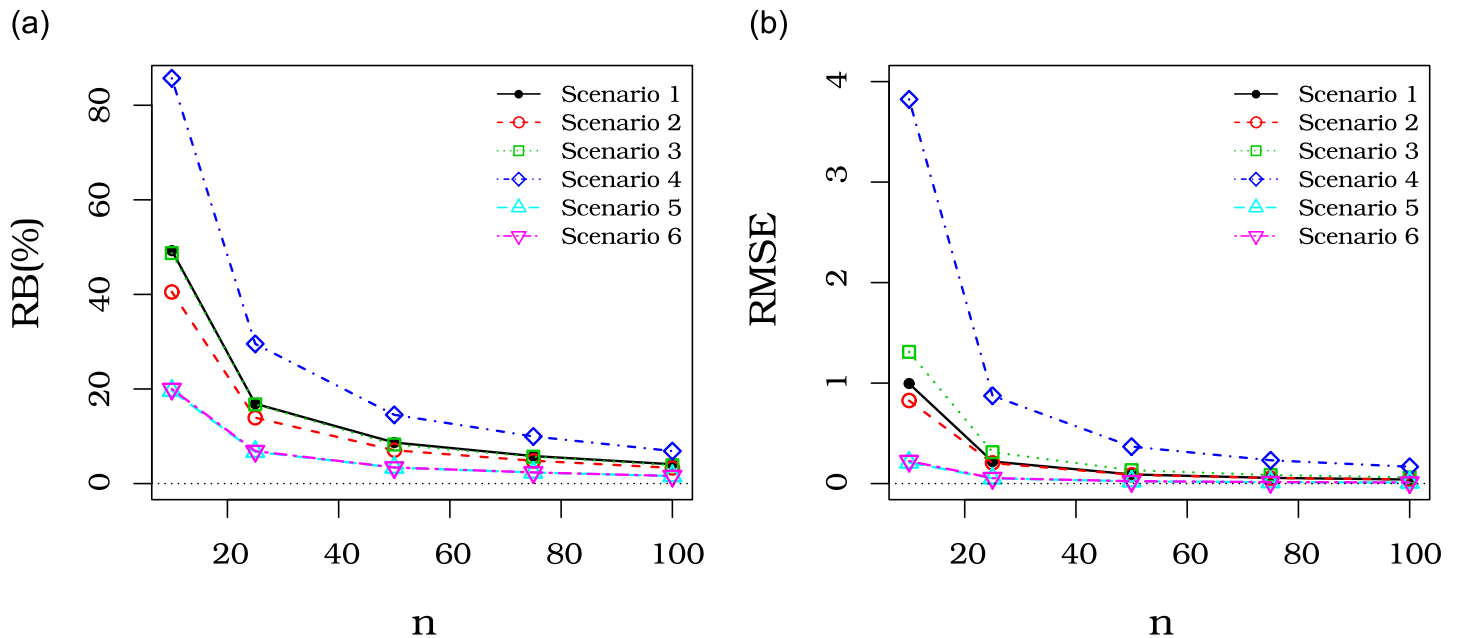 (a)
RB(%)
80
60
40
20
0
Scenario 1
Scenario 2
Scenario 3
Scenario 4
Scenario 5
Scenario 6
20 40 60 80 100
n
(b)
RMSE
4
3
2
1
0
Scenario 1
Scenario 2
Scenario 3
Scenario 4
Scenario 5
Scenario 6
20 40 60 80 100
n